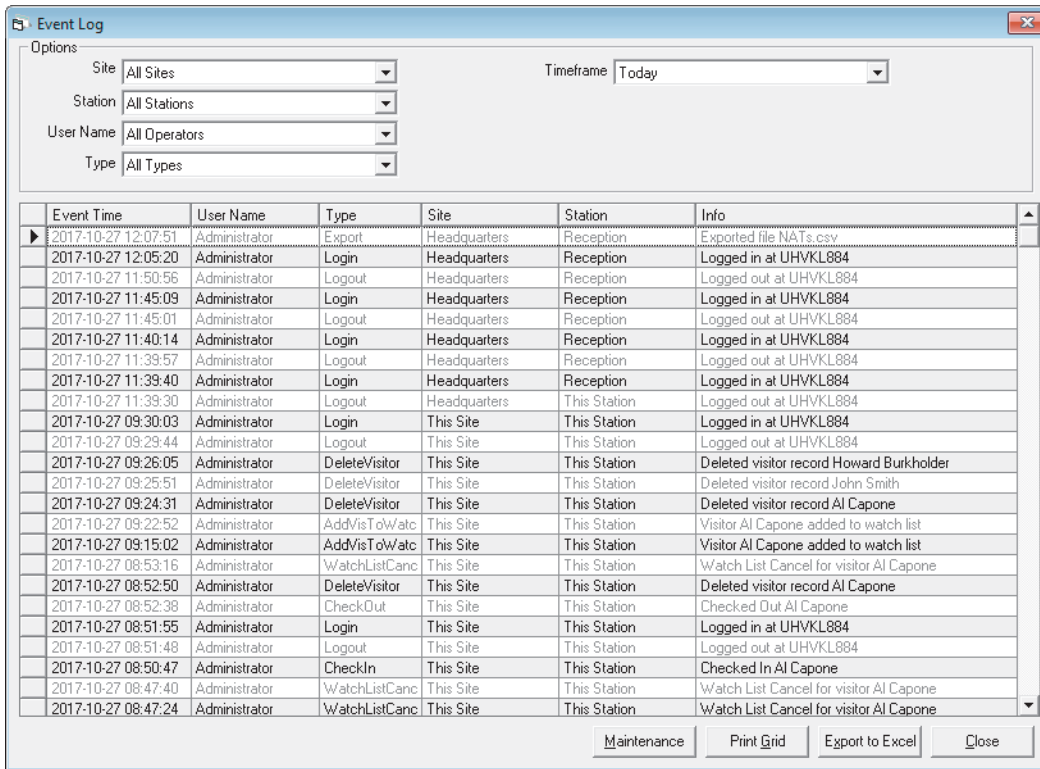 Event Log
Options
Site All Sites Timeframe Today
Station All Stations
User Name All Operators
Type All Types
Event Time User Name Type Site Station Info
2017-10-27 12:07:51 Administrator Export Headquarters Reception Exported file NATs.csv
2017-10-27 12:05:20 Administrator Login Headquarters Reception Logged in at UHVKL884
2017-10-27 11:50:56 Administrator Logout Headquarters Reception Logged out at UHVKL884
2017-10-27 11:45:09 Administrator Login Headquarters Reception Logged in at UHVKL884
2017-10-27 11:45:01 Administrator Logout Headquarters Reception Logged out at UHVKL884
2017-10-27 11:40:14 Administrator Login Headquarters Reception Logged in at UHVKL884
2017-10-27 11:39:57 Administrator Logout Headquarters Reception Logged out at UHVKL884
2017-10-27 11:39:40 Administrator Login Headquarters Reception Logged in at UHVKL884
2017-10-27 11:39:30 Administrator Logout Headquarters This Station Logged out at UHVKL884
2017-10-27 09:30:03 Administrator Login This Site This Station Logged in at UHVKL884
2017-10-27 09:29:44 Administrator Logout This Site This Station Logged out at UHVKL884
2017-10-27 09:26:05 Administrator DeleteVisitor This Site This Station Deleted visitor record Howard Burkholder
2017-10-27 09:25:51 Administrator DeleteVisitor This Site This Station Deleted visitor record John Smith
2017-10-27 09:24:31 Administrator DeleteVisitor This Site This Station Deleted visitor record Al Capone
2017-10-27 09:22:52 Administrator AddVisToWatc This Site This Station Visitor Al Capone added to watch list
2017-10-27 09:15:02 Administrator AddVisToWatc This Site This Station Visitor Al Capone added to watch list
2017-10-27 08:53:16 Administrator WatchListCanc This Site This Station Watch List Cancel for visitor Al Capone
2017-10-27 08:52:50 Administrator DeleteVisitor This Site This Station Deleted visitor record Al Capone
2017-10-27 08:52:38 Administrator CheckOut This Site This Station Checked Out Al Capone
2017-10-27 08:51:55 Administrator Login This Site This Station Logged in at UHVKL884
2017-10-27 08:51:48 Administrator Logout This Site This Station Logged out at UHVKL884
2017-10-27 08:50:47 Administrator CheckIn This Site This Station Checked In Al Capone
2017-10-27 08:47:40 Administrator WatchListCanc This Site This Station Watch List Cancel for visitor Al Capone
2017-10-27 08:47:24 Administrator WatchListCanc This Site This Station Watch List Cancel for visitor Al Capone
Maintenance Print Grid Export to Excel Close